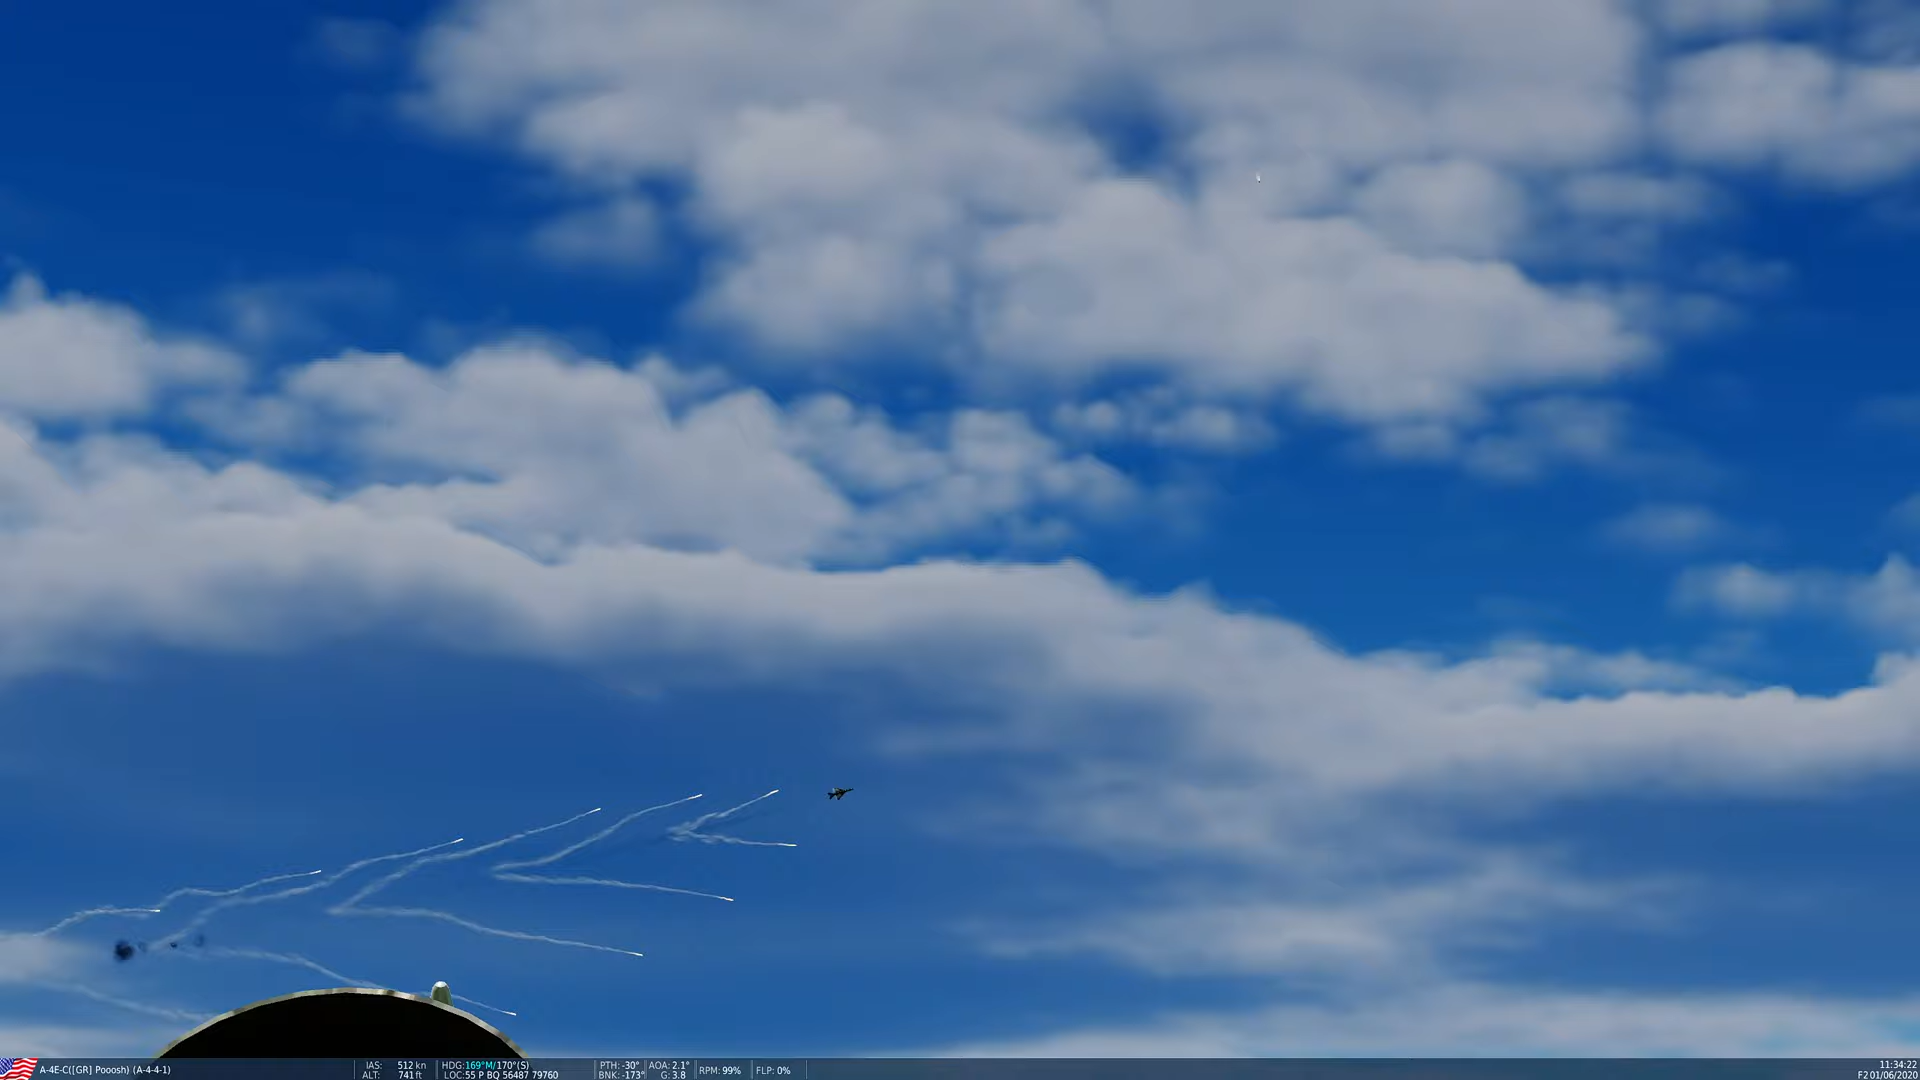 A-4E-C([GR] Pooosh) (A-4-4-1)
IAS: 512 kn
ALT: 741 ft
HDG:169°M/170°(S)
LOC:55 P BQ 56487 79760
PTH: -30°
BNK: -173°
AOA: 2.1°
G: 3.8
RPM: 99%
FLP: 0%
11:34:22
F2 01/06/2020